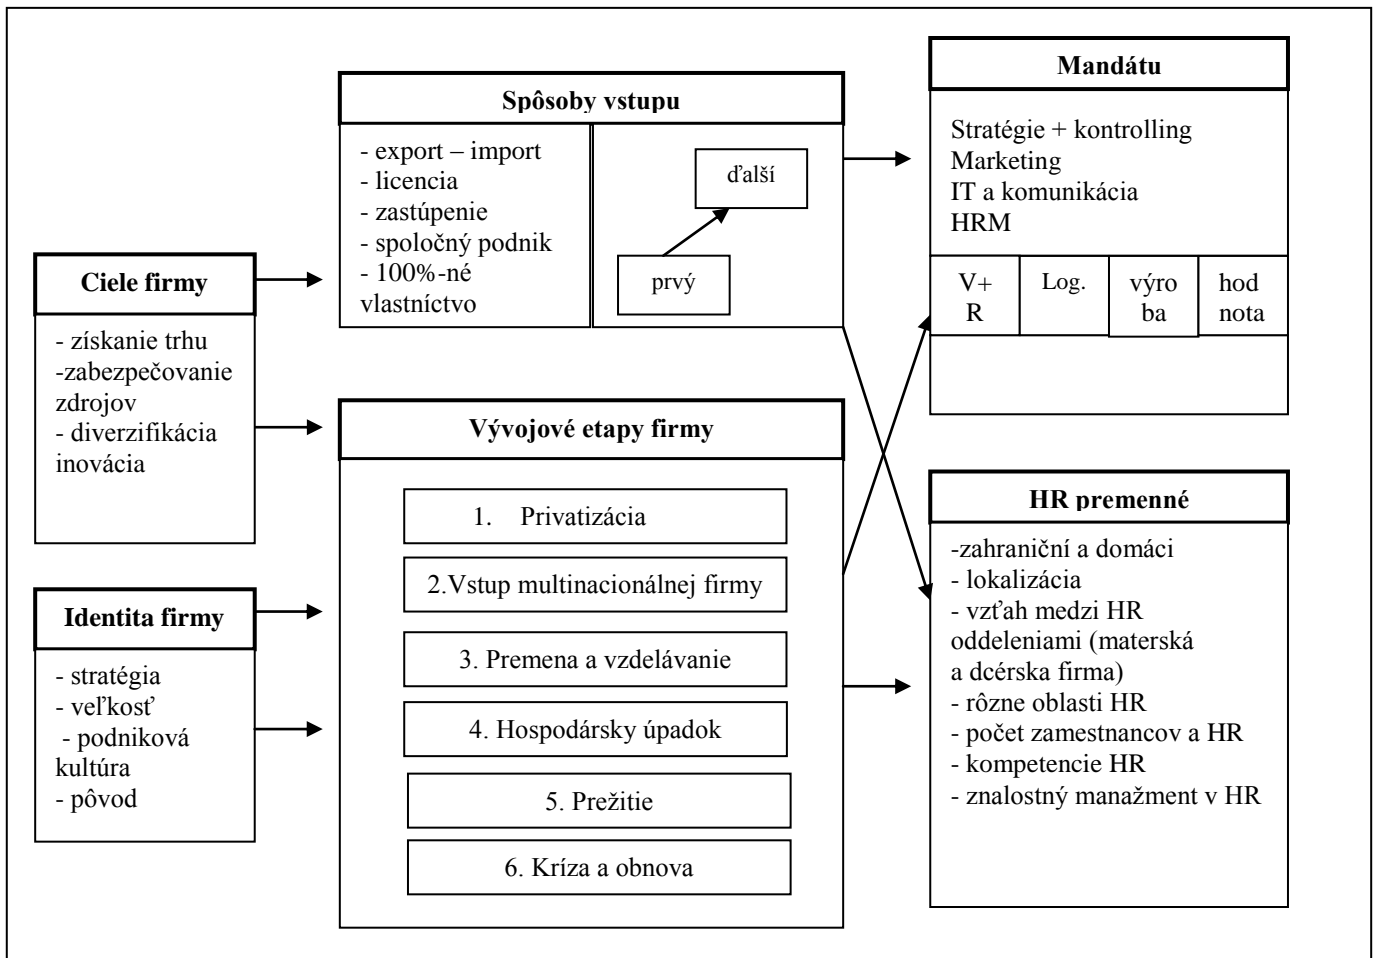 Ciele firmy
- získanie trhu
-zabezpečovanie
zdrojov
- diverzifikácia
inovácia
Identita firmy
- stratégia
- veľkosť
- podniková
kultúra
- pôvod
Spôsoby vstupu
- export – import
- licencia
- zastúpenie
- spoločný podnik
- 100%-né
vlastníctvo
ďalší
prvý
Vývojové etapy firmy
1. Privatizácia
2.Vstup multinacionálnej firmy
3. Premena a vzdelávanie
4. Hospodársky úpadok
5. Prežitie
6. Kríza a obnova
Mandátu
Stratégie + kontrolling
Marketing
IT a komunikácia
HRM
V+
R
Log.
výro
ba
hod
nota
HR premenné
-zahraniční a domáci
- lokalizácia
- vzťah medzi HR
oddeleniami (materská
a dcérska firma)
- rôzne oblasti HR
- počet zamestnancov a HR
- kompetencie HR
- znalostný manažment v HR